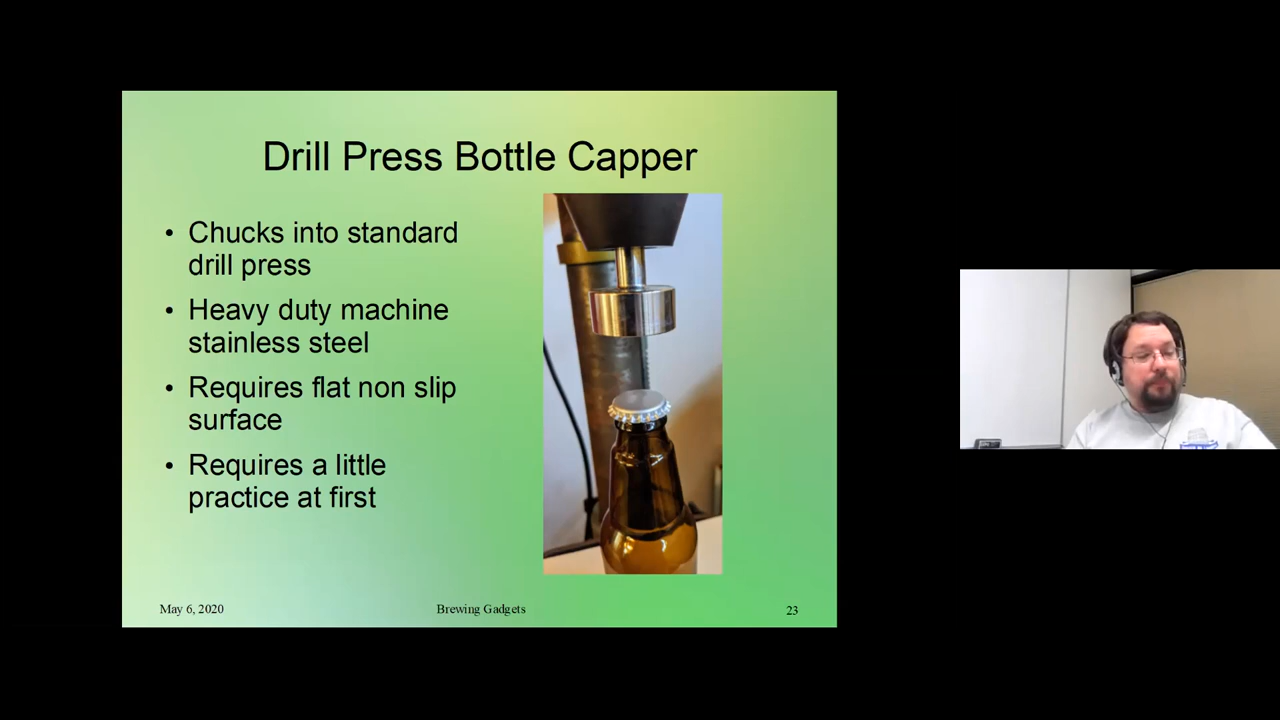 Drill Press Bottle Capper
• Chucks into standard
drill press
• Heavy duty machine
stainless steel
• Requires flat non slip
surface
• Requires a little
practice at first
May 6, 2020
Brewing Gadgets
23